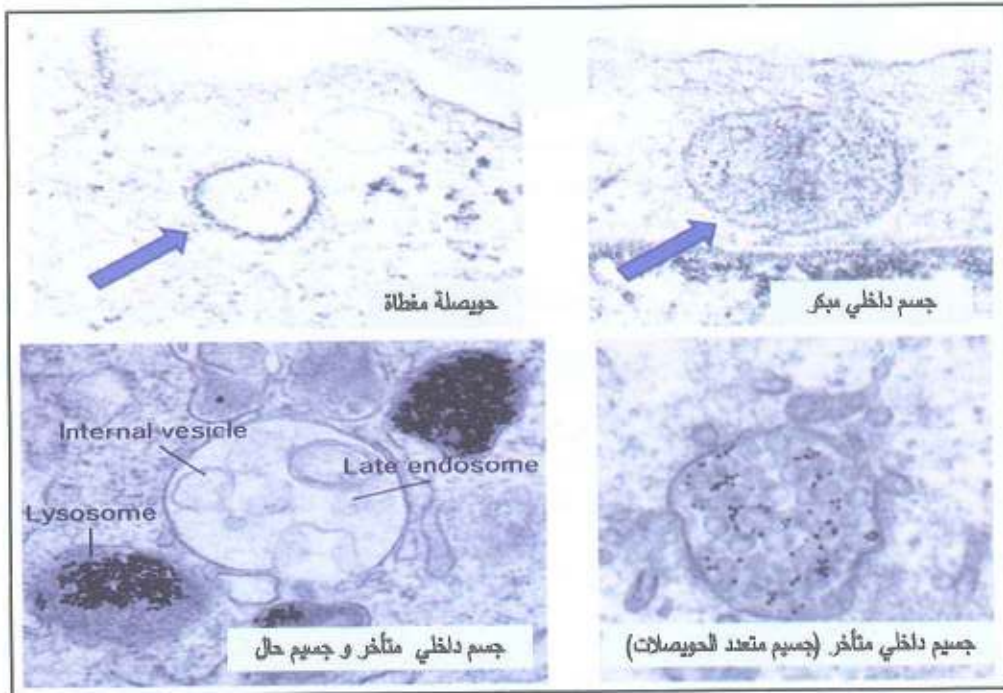 حويصلة مغطاة
جسم داخلي مبكر
Internal vesicle
Late endosome
Lysosome
جسم داخلي متأخر و جسيم حال
جسيم داخلي متأخر (جسيم متعدد الحويصلات)